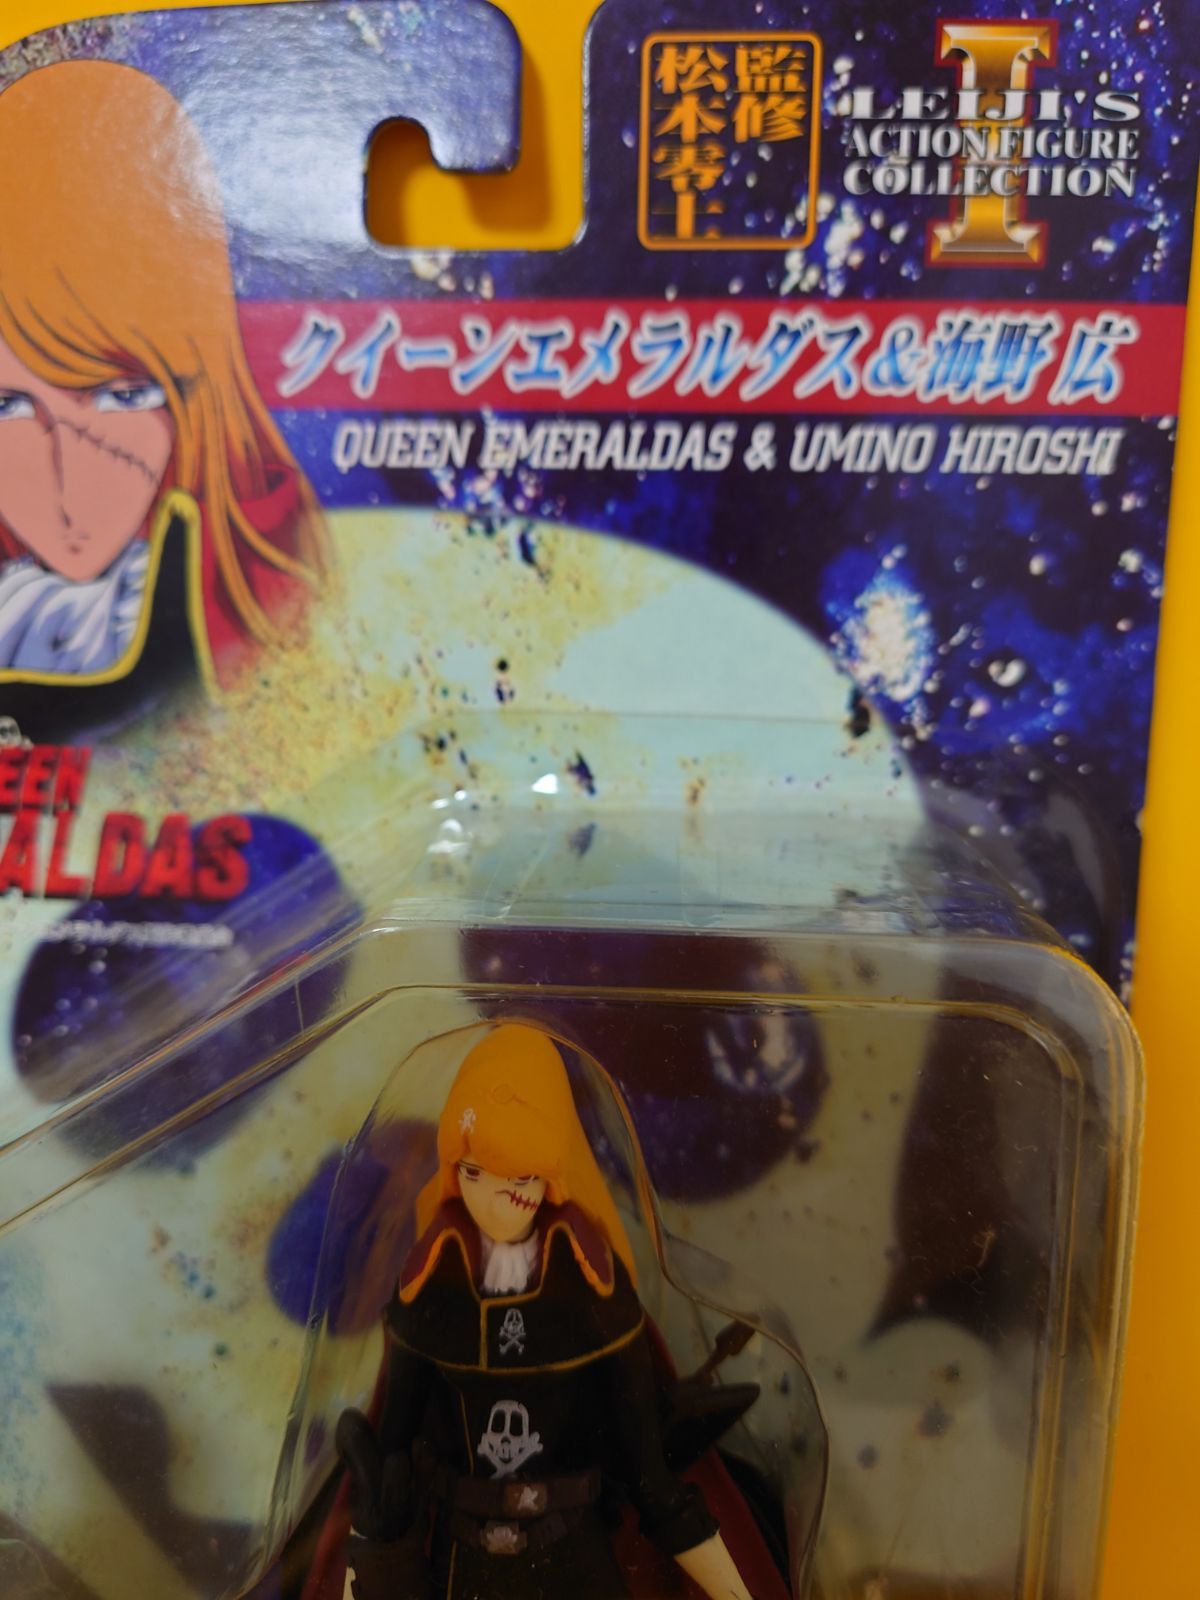 監修
松本零士
LEIJI'S
ACTION FIGURE
COLLECTION
I
クイーンエメラルダス&海野 広
QUEEN EMERALDAS & UMINO HIROSHI
EEN
ALDAS